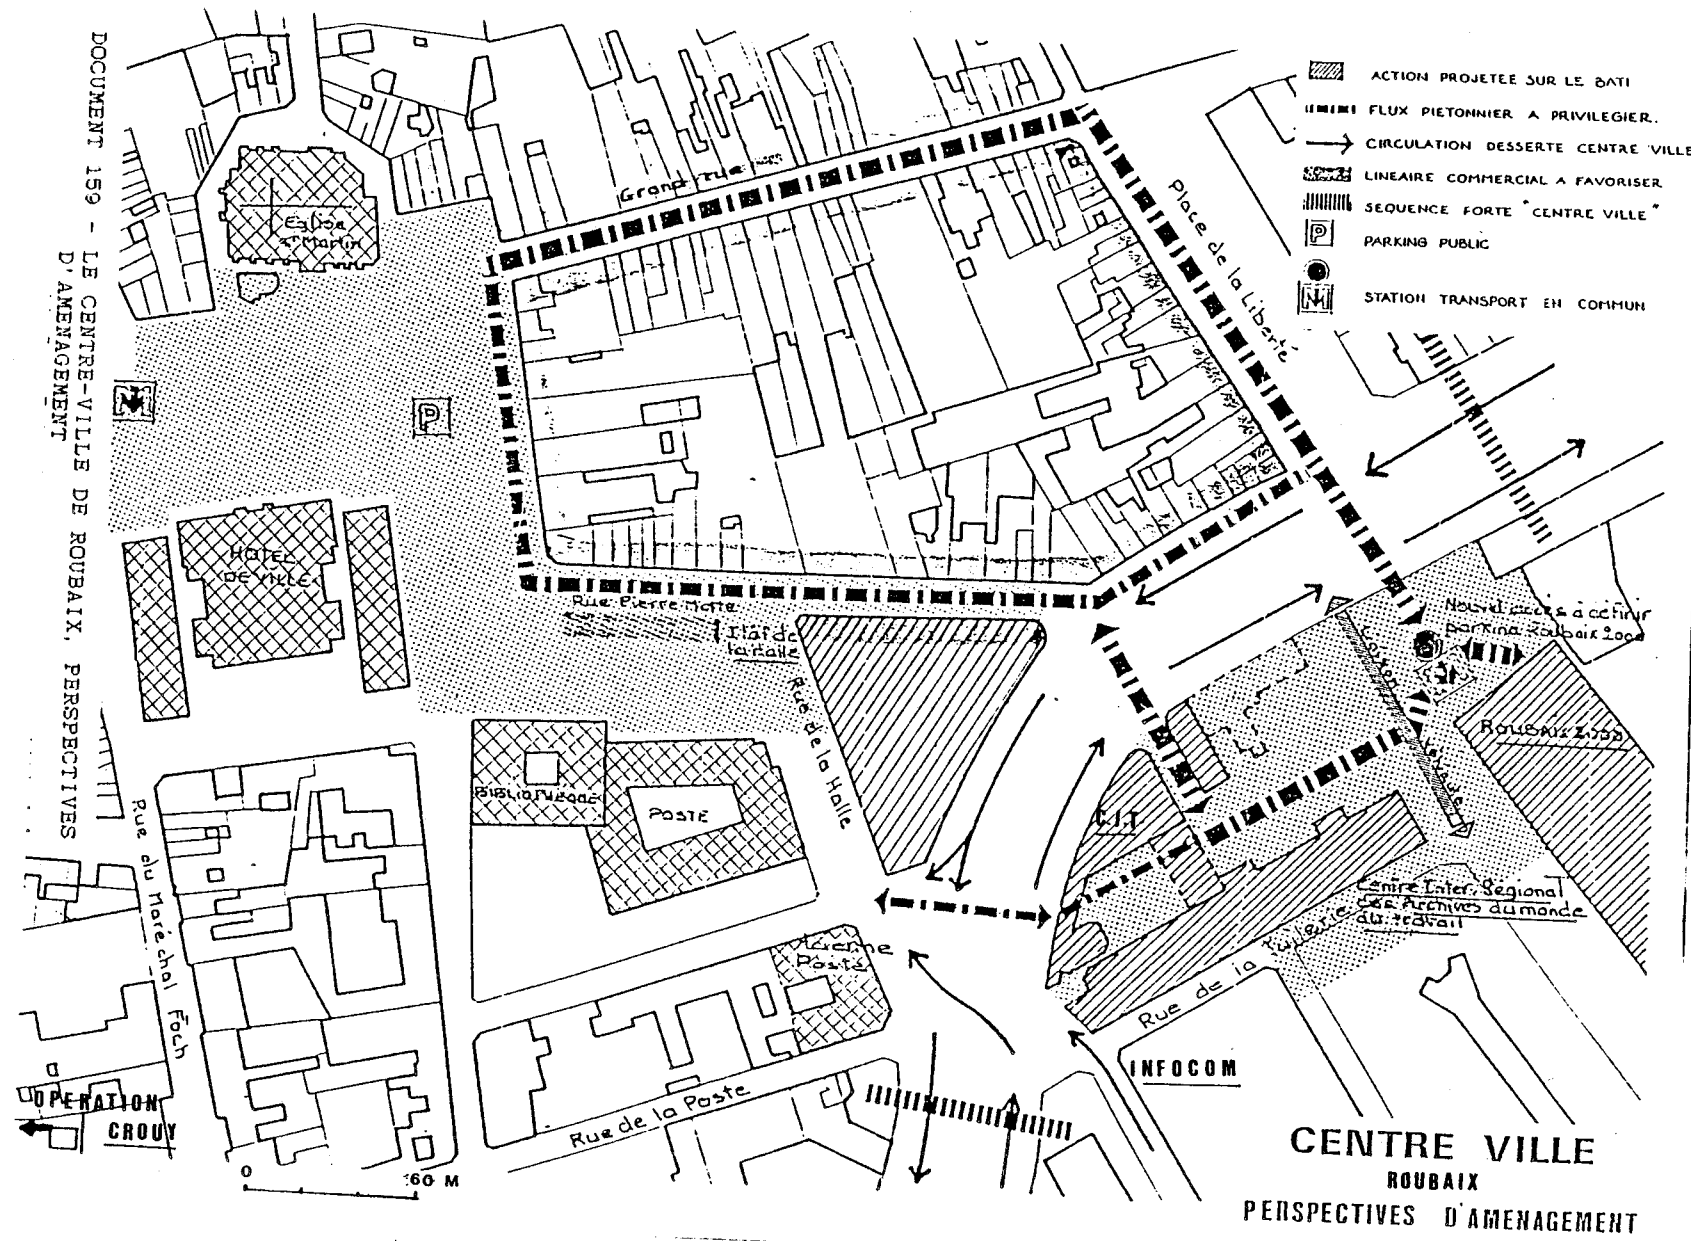 DOCUMENT 159 - LE CENTRE-VILLE DE ROUBAIX, PERSPECTIVES
D'AMENAGEMENT
ACTION PROJETEE SUR LE BATI
FLUX PIETONNIER A PRIVILEGIER.
CIRCULATION DESSERTE CENTRE VILLE
LINEAIRE COMMERCIAL A FAVORISER
SEQUENCE FORTE "CENTRE VILLE"
P
PARKING PUBLIC
M
STATION TRANSPORT EN COMMUN
Eglise
St Martin
Grand rue
Place de la Liberté
M
P
HOTEL
DE VILLE
Rue Pierre Motte
Ilôt de
la Halle
Rue de la Halle
Nouvel accès à définir
parking Roubaix 2000
ROUBAIX 2000
BIBLIOTHEQUE
POSTE
C.I.T
Centre Inter. Régional
des Archives du monde
du travail
Rue du Maréchal Foch
Poste
Rue de la Tuilerie
INFOCOM
Rue de la Poste
OPERATION
CROUY
0 60 M
CENTRE VILLE
ROUBAIX
PERSPECTIVES D'AMENAGEMENT